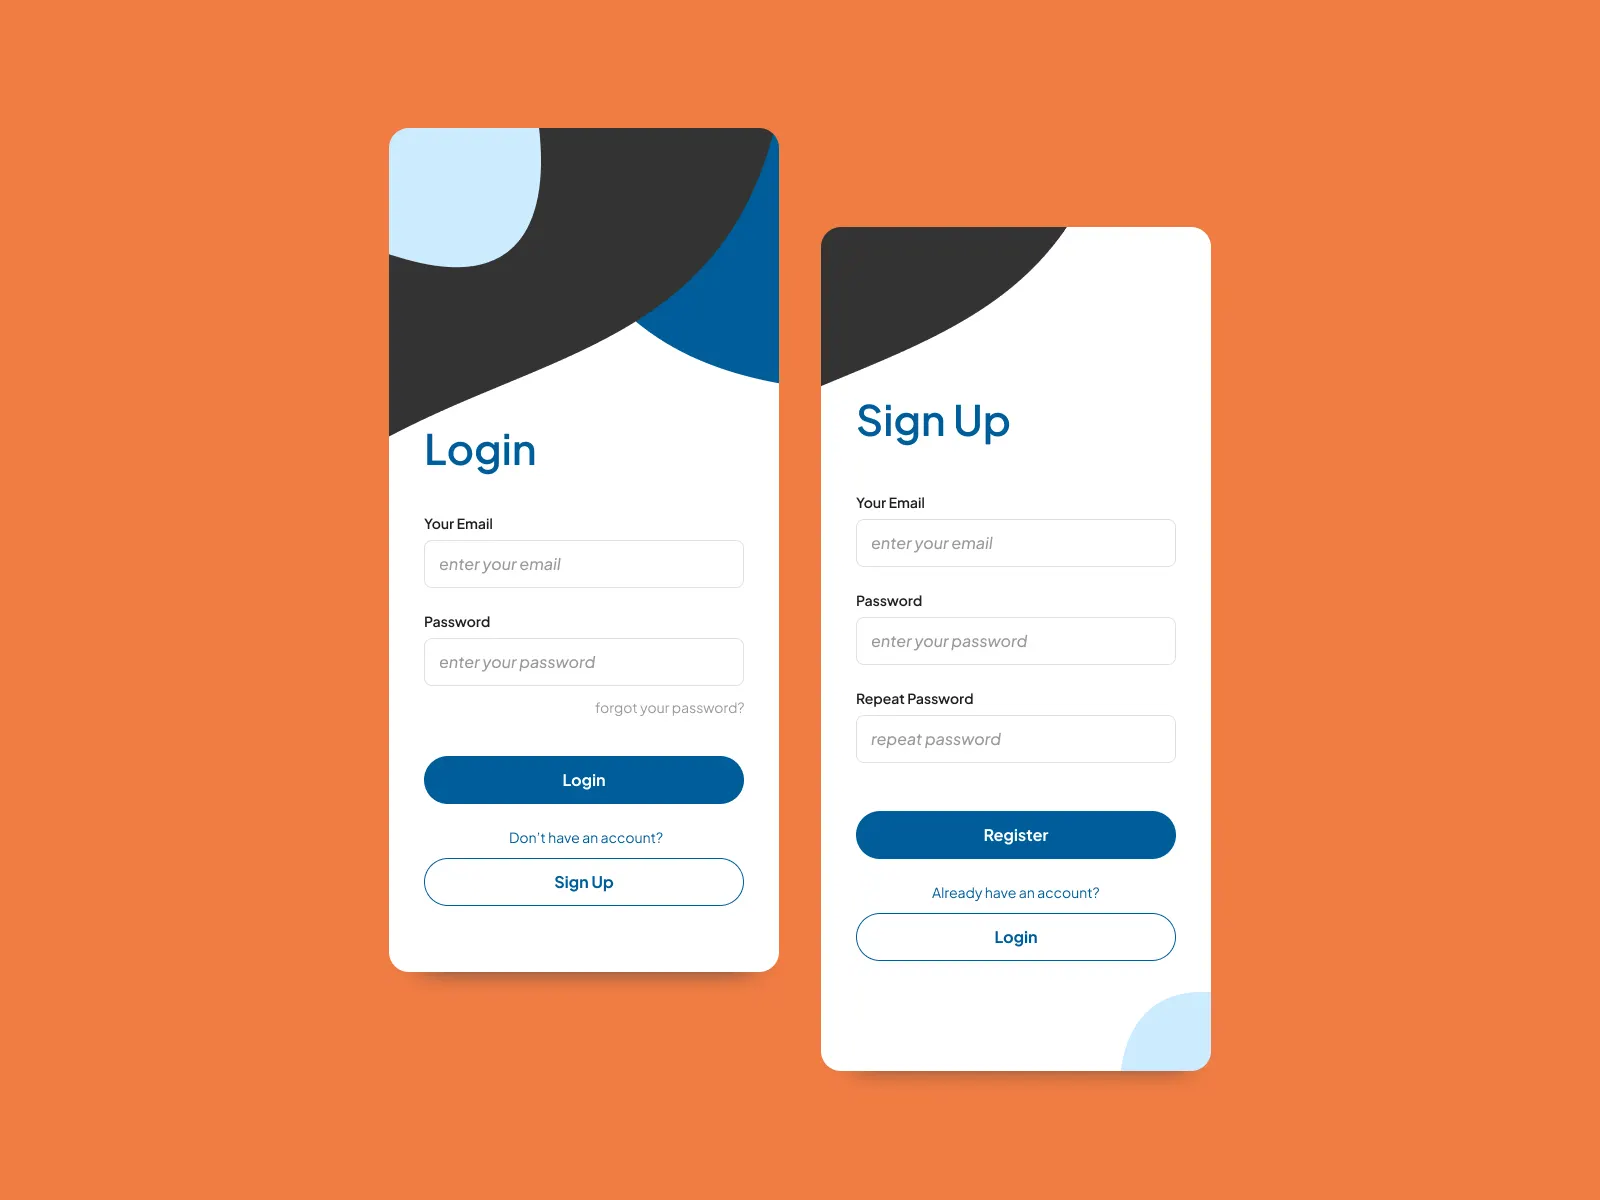 Login
Your Email
enter your email
Password
enter your password
forgot your password?
Login
Don't have an account?
Sign Up
Sign Up
Your Email
enter your email
Password
enter your password
Repeat Password
repeat password
Register
Already have an account?
Login